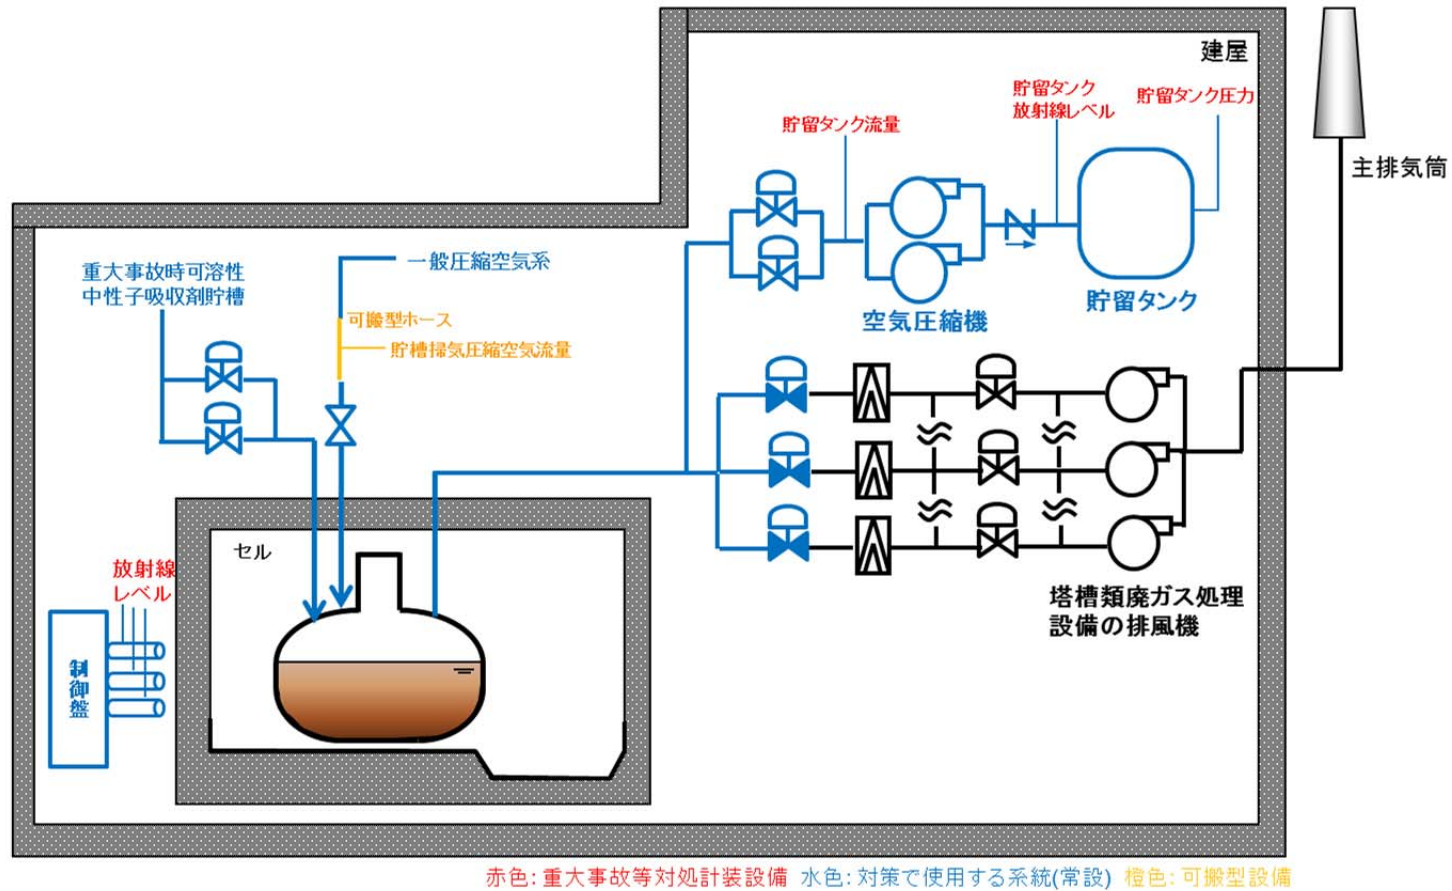 建屋
貯留タンク
放射線レベル
貯留タンク圧力
貯留タンク流量
主排気筒
重大事故時可溶性
中性子吸収剤貯槽
一般圧縮空気系
可搬型ホース
貯槽掃気圧縮空気流量
空気圧縮機
貯留タンク
セル
放射線
レベル
制御盤
塔槽類廃ガス処理
設備の排風機
赤色：重大事故等対処計装設備 水色：対策で使用する系統(常設) 橙色：可搬型設備